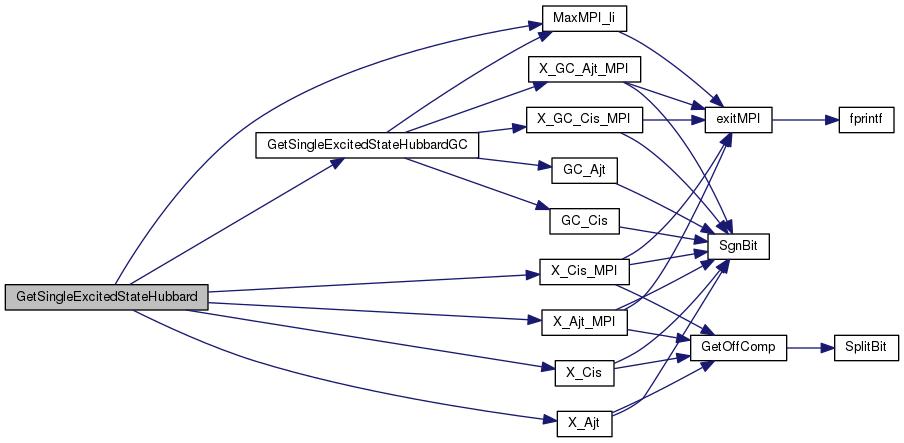 MaxMPI_li
X_GC_Ajt_MPI
X_GC_Cis_MPI
exitMPI
fprintf
GetSingleExcitedStateHubbardGC
GC_Ajt
GC_Cis
SgnBit
X_Cis_MPI
GetSingleExcitedStateHubbard
X_Ajt_MPI
GetOffComp
SplitBit
X_Cis
X_Ajt